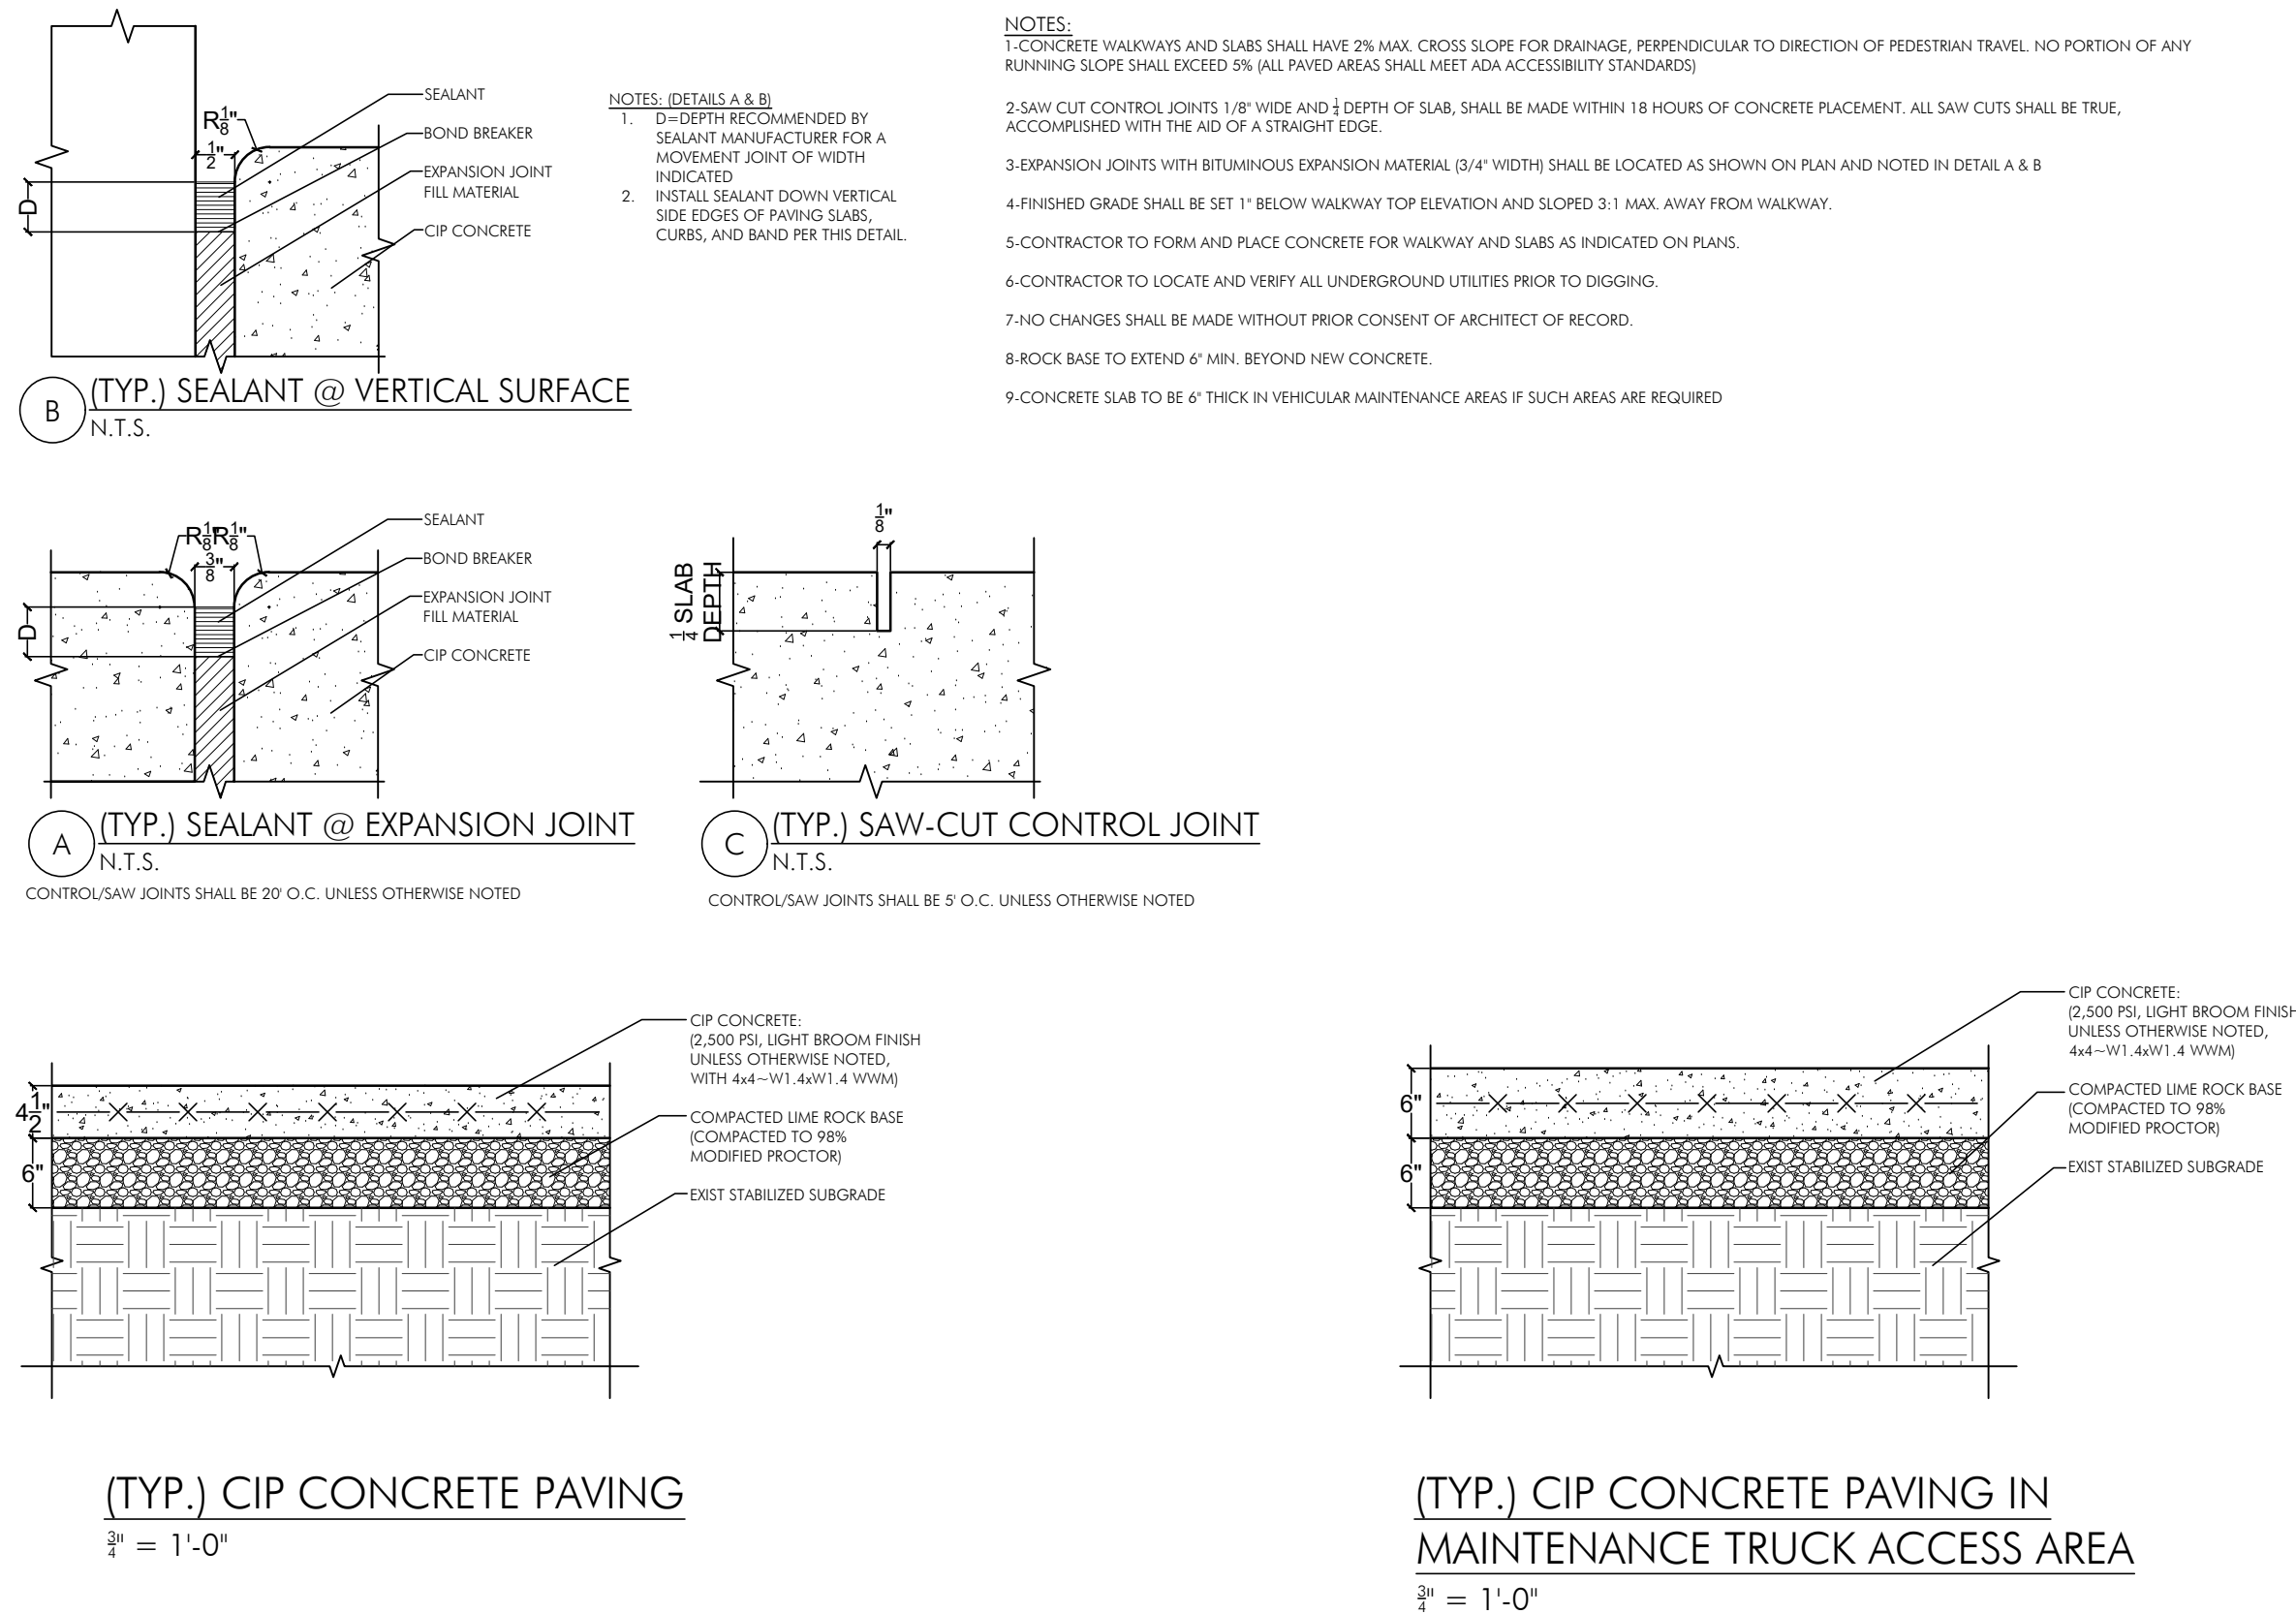 R1/8"
1/2"
D
SEALANT
BOND BREAKER
EXPANSION JOINT
FILL MATERIAL
CIP CONCRETE
NOTES: (DETAILS A & B)
1. D=DEPTH RECOMMENDED BY
SEALANT MANUFACTURER FOR A
MOVEMENT JOINT OF WIDTH
INDICATED
2. INSTALL SEALANT DOWN VERTICAL
SIDE EDGES OF PAVING SLABS,
CURBS, AND BAND PER THIS DETAIL.
B
(TYP.) SEALANT @ VERTICAL SURFACE
N.T.S.
NOTES:
1-CONCRETE WALKWAYS AND SLABS SHALL HAVE 2% MAX. CROSS SLOPE FOR DRAINAGE, PERPENDICULAR TO DIRECTION OF PEDESTRIAN TRAVEL. NO PORTION OF ANY
RUNNING SLOPE SHALL EXCEED 5% (ALL PAVED AREAS SHALL MEET ADA ACCESSIBILITY STANDARDS)
2-SAW CUT CONTROL JOINTS 1/8" WIDE AND 1/4 DEPTH OF SLAB, SHALL BE MADE WITHIN 18 HOURS OF CONCRETE PLACEMENT. ALL SAW CUTS SHALL BE TRUE,
ACCOMPLISHED WITH THE AID OF A STRAIGHT EDGE.
3-EXPANSION JOINTS WITH BITUMINOUS EXPANSION MATERIAL (3/4" WIDTH) SHALL BE LOCATED AS SHOWN ON PLAN AND NOTED IN DETAIL A & B
4-FINISHED GRADE SHALL BE SET 1" BELOW WALKWAY TOP ELEVATION AND SLOPED 3:1 MAX. AWAY FROM WALKWAY.
5-CONTRACTOR TO FORM AND PLACE CONCRETE FOR WALKWAY AND SLABS AS INDICATED ON PLANS.
6-CONTRACTOR TO LOCATE AND VERIFY ALL UNDERGROUND UTILITIES PRIOR TO DIGGING.
7-NO CHANGES SHALL BE MADE WITHOUT PRIOR CONSENT OF ARCHITECT OF RECORD.
8-ROCK BASE TO EXTEND 6" MIN. BEYOND NEW CONCRETE.
9-CONCRETE SLAB TO BE 6" THICK IN VEHICULAR MAINTENANCE AREAS IF SUCH AREAS ARE REQUIRED
R1/8" R1/8"
3/8"
D
SEALANT
BOND BREAKER
EXPANSION JOINT
FILL MATERIAL
CIP CONCRETE
A
(TYP.) SEALANT @ EXPANSION JOINT
N.T.S.
CONTROL/SAW JOINTS SHALL BE 20' O.C. UNLESS OTHERWISE NOTED
1/8"
1/4 SLAB
DEPTH
C
(TYP.) SAW-CUT CONTROL JOINT
N.T.S.
CONTROL/SAW JOINTS SHALL BE 5' O.C. UNLESS OTHERWISE NOTED
4 1/2"
6"
CIP CONCRETE:
(2,500 PSI, LIGHT BROOM FINISH
UNLESS OTHERWISE NOTED,
WITH 4x4~W1.4xW1.4 WWM)
COMPACTED LIME ROCK BASE
(COMPACTED TO 98%
MODIFIED PROCTOR)
EXIST STABILIZED SUBGRADE
(TYP.) CIP CONCRETE PAVING
3/4" = 1'-0"
6"
6"
CIP CONCRETE:
(2,500 PSI, LIGHT BROOM FINISH
UNLESS OTHERWISE NOTED,
4x4~W1.4xW1.4 WWM)
COMPACTED LIME ROCK BASE
(COMPACTED TO 98%
MODIFIED PROCTOR)
EXIST STABILIZED SUBGRADE
(TYP.) CIP CONCRETE PAVING IN
MAINTENANCE TRUCK ACCESS AREA
3/4" = 1'-0"